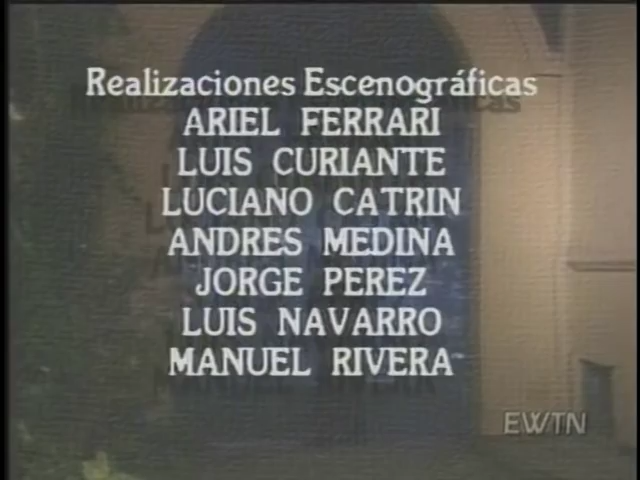 Realizaciones Escenográficas
ARIEL FERRARI
LUIS CURIANTE
LUCIANO CATRIN
ANDRES MEDINA
JORGE PEREZ
LUIS NAVARRO
MANUEL RIVERA
EWTN